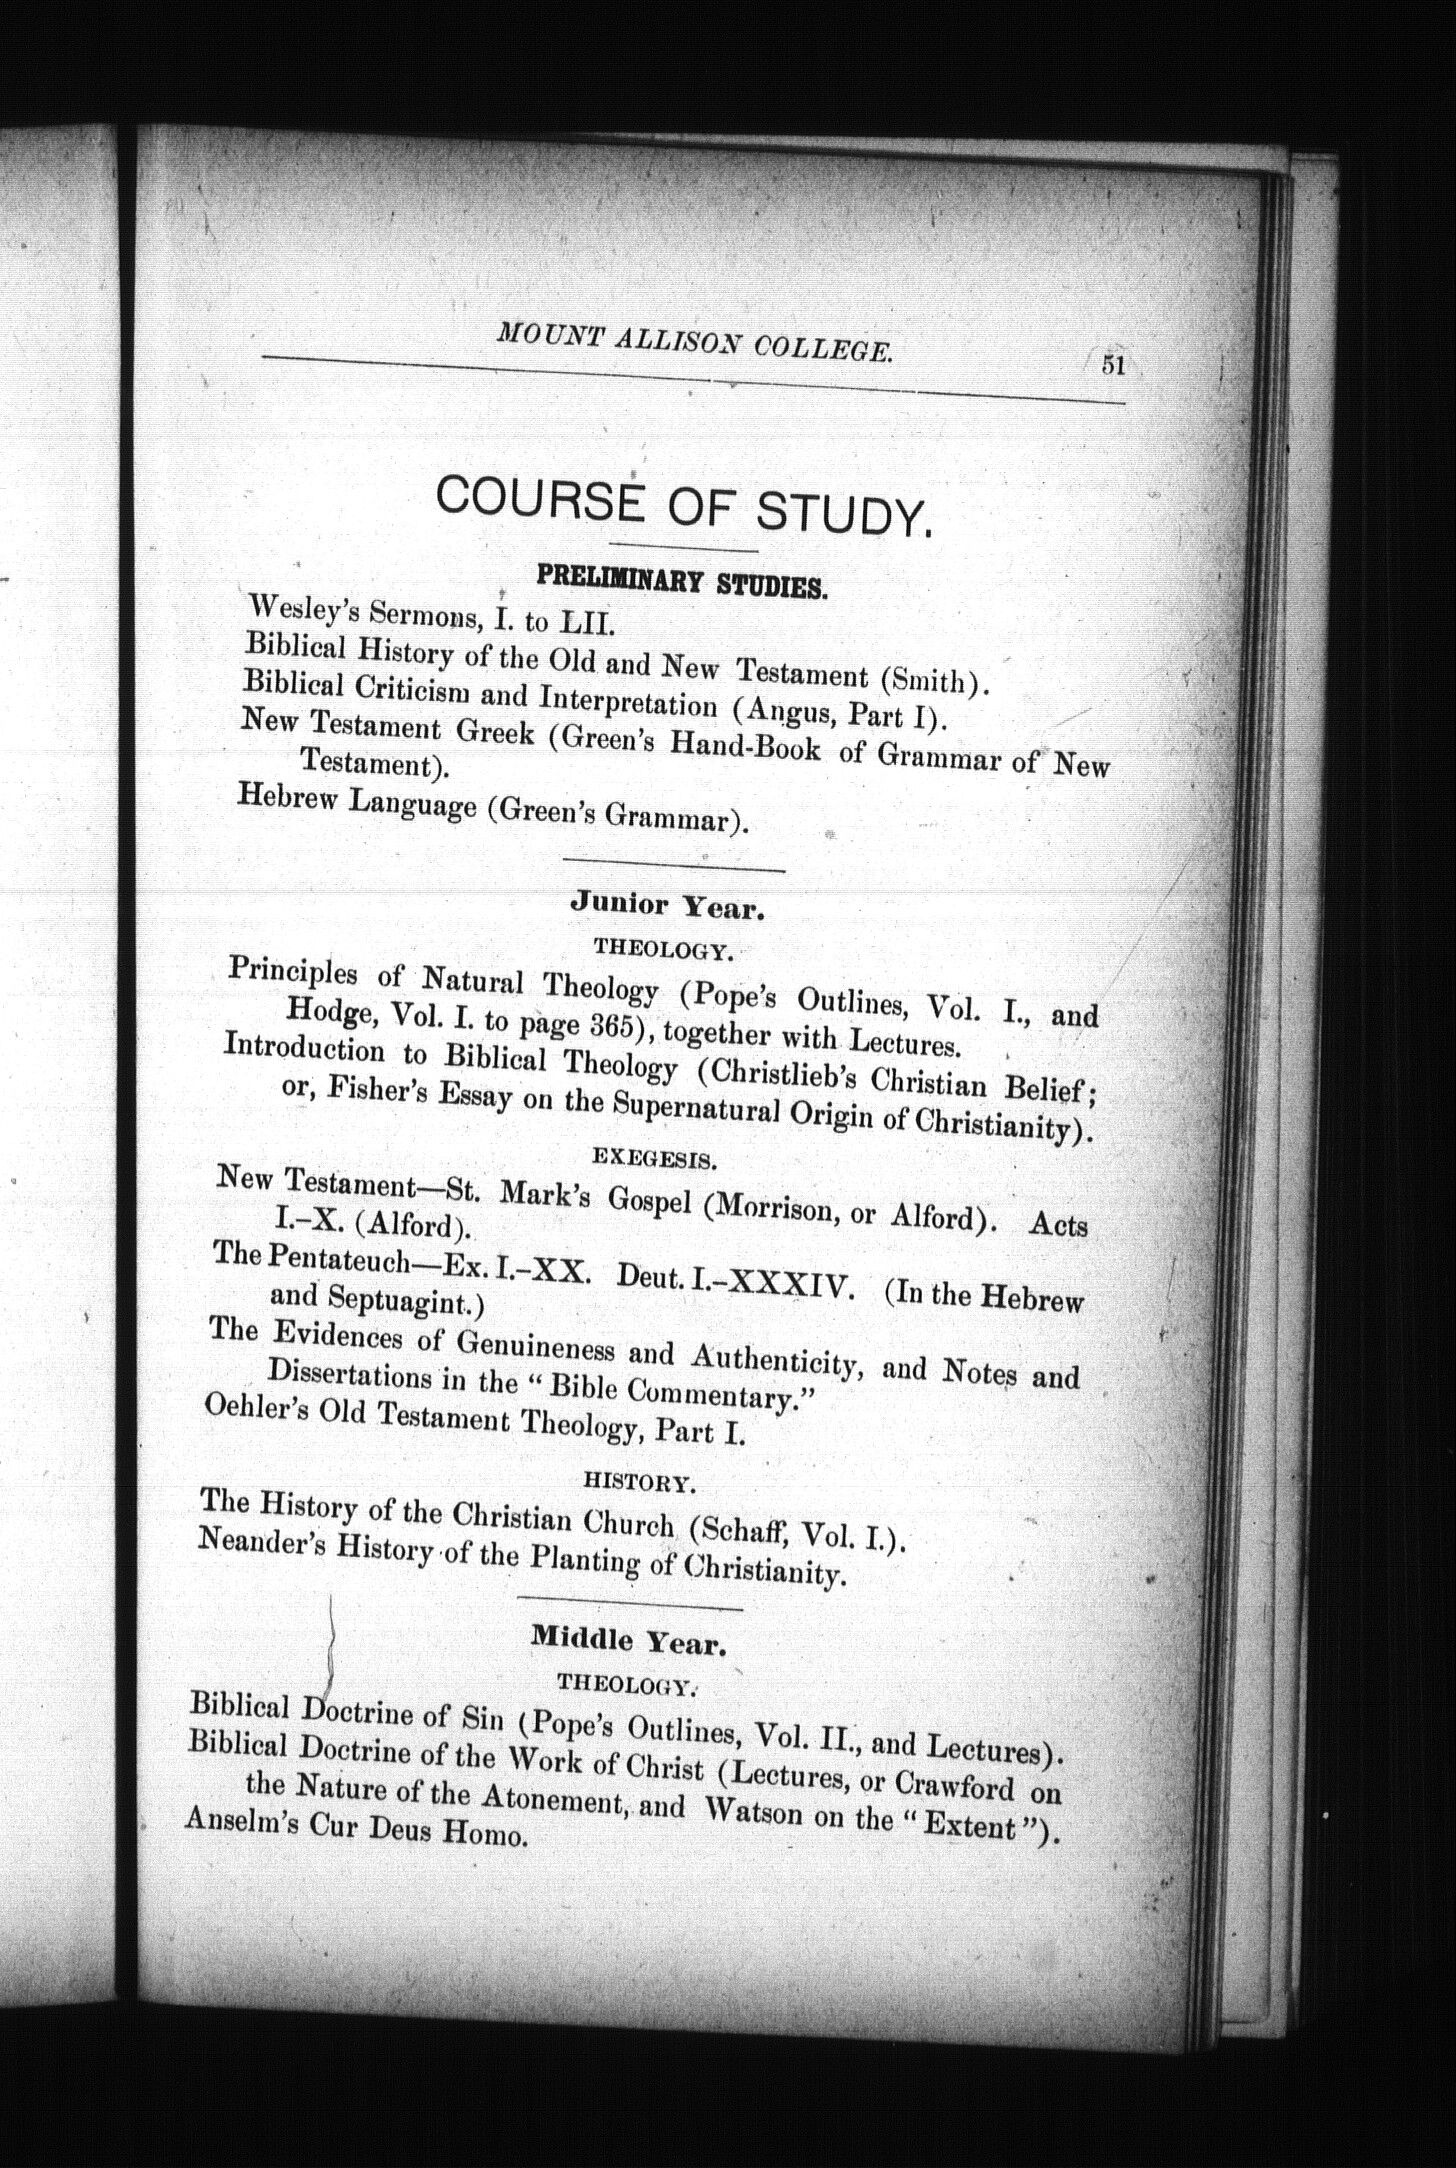 MOUNT ALLISON COLLEGE. 51
COURSE OF STUDY.
PRELIMINARY STUDIES.
Wesley's Sermons, I. to LII.
Biblical History of the Old and New Testament (Smith).
Biblical Criticism and Interpretation (Angus, Part I).
New Testament Greek (Green's Hand-Book of Grammar of New
Testament).
Hebrew Language (Green's Grammar).
Junior Year.
THEOLOGY.
Principles of Natural Theology (Pope's Outlines, Vol. I., and
Hodge, Vol. I. to page 365), together with Lectures.
Introduction to Biblical Theology (Christlieb's Christian Belief;
or, Fisher's Essay on the Supernatural Origin of Christianity).
EXEGESIS.
New Testament—St. Mark's Gospel (Morrison, or Alford). Acts
I.–X. (Alford).
The Pentateuch—Ex. I.–XX. Deut. I.–XXXIV. (In the Hebrew
and Septuagint.)
The Evidences of Genuineness and Authenticity, and Notes and
Dissertations in the "Bible Commentary."
Oehler's Old Testament Theology, Part I.
HISTORY.
The History of the Christian Church (Schaff, Vol. I.).
Neander's History of the Planting of Christianity.
Middle Year.
THEOLOGY.
Biblical Doctrine of Sin (Pope's Outlines, Vol. II., and Lectures).
Biblical Doctrine of the Work of Christ (Lectures, or Crawford on
the Nature of the Atonement, and Watson on the "Extent").
Anselm's Cur Deus Homo.